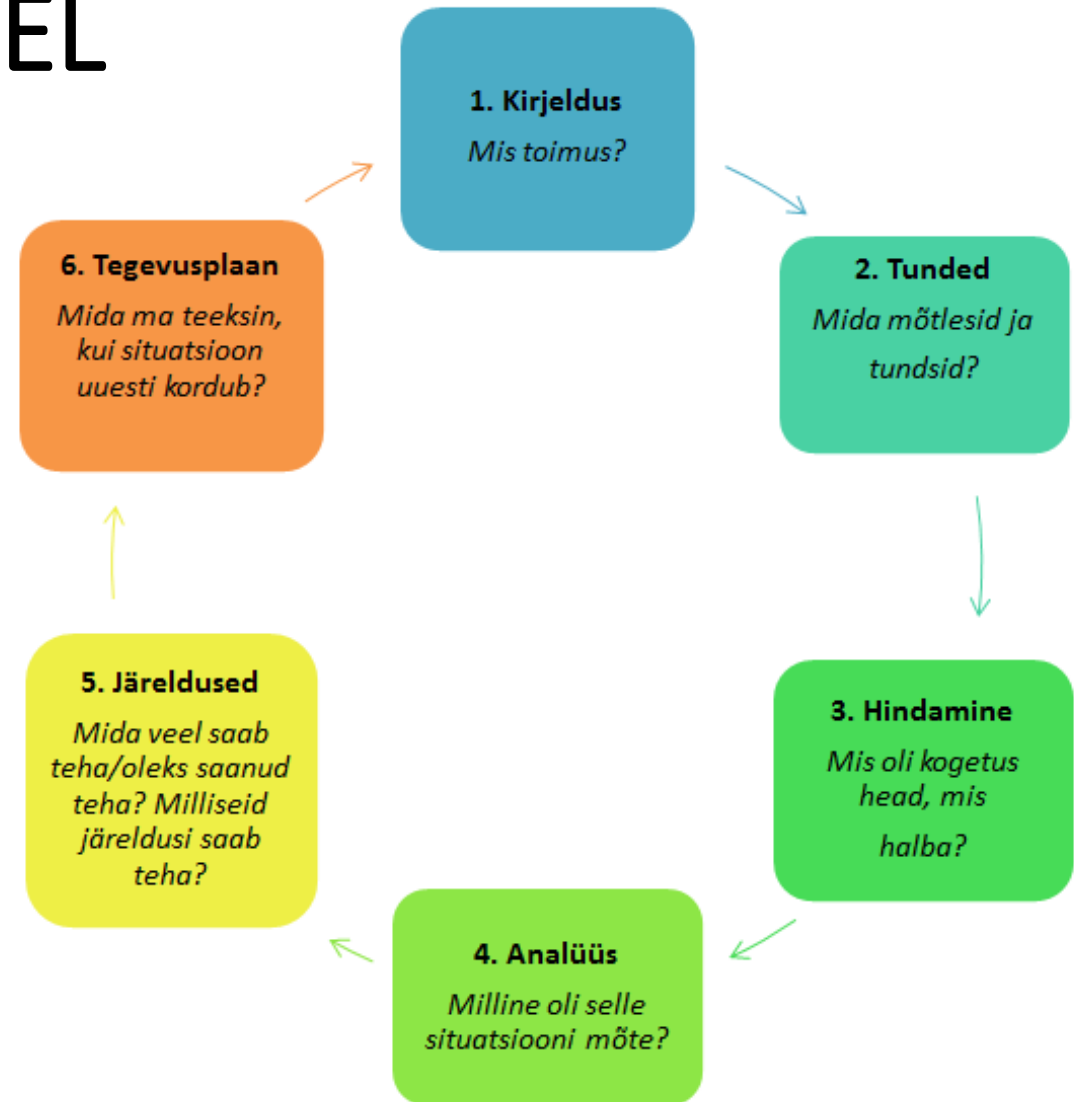 EL
1. Kirjeldus
Mis toimus?
2. Tunded
Mida mõtlesid ja
tundsid?
3. Hindamine
Mis oli kogetus
head, mis
halba?
4. Analüüs
Milline oli selle
situatsiooni mõte?
5. Järeldused
Mida veel saab
teha/oleks saanud
teha? Milliseid
järeldusi saab
teha?
6. Tegevusplaan
Mida ma teeksin,
kui situatsioon
uuesti kordub?